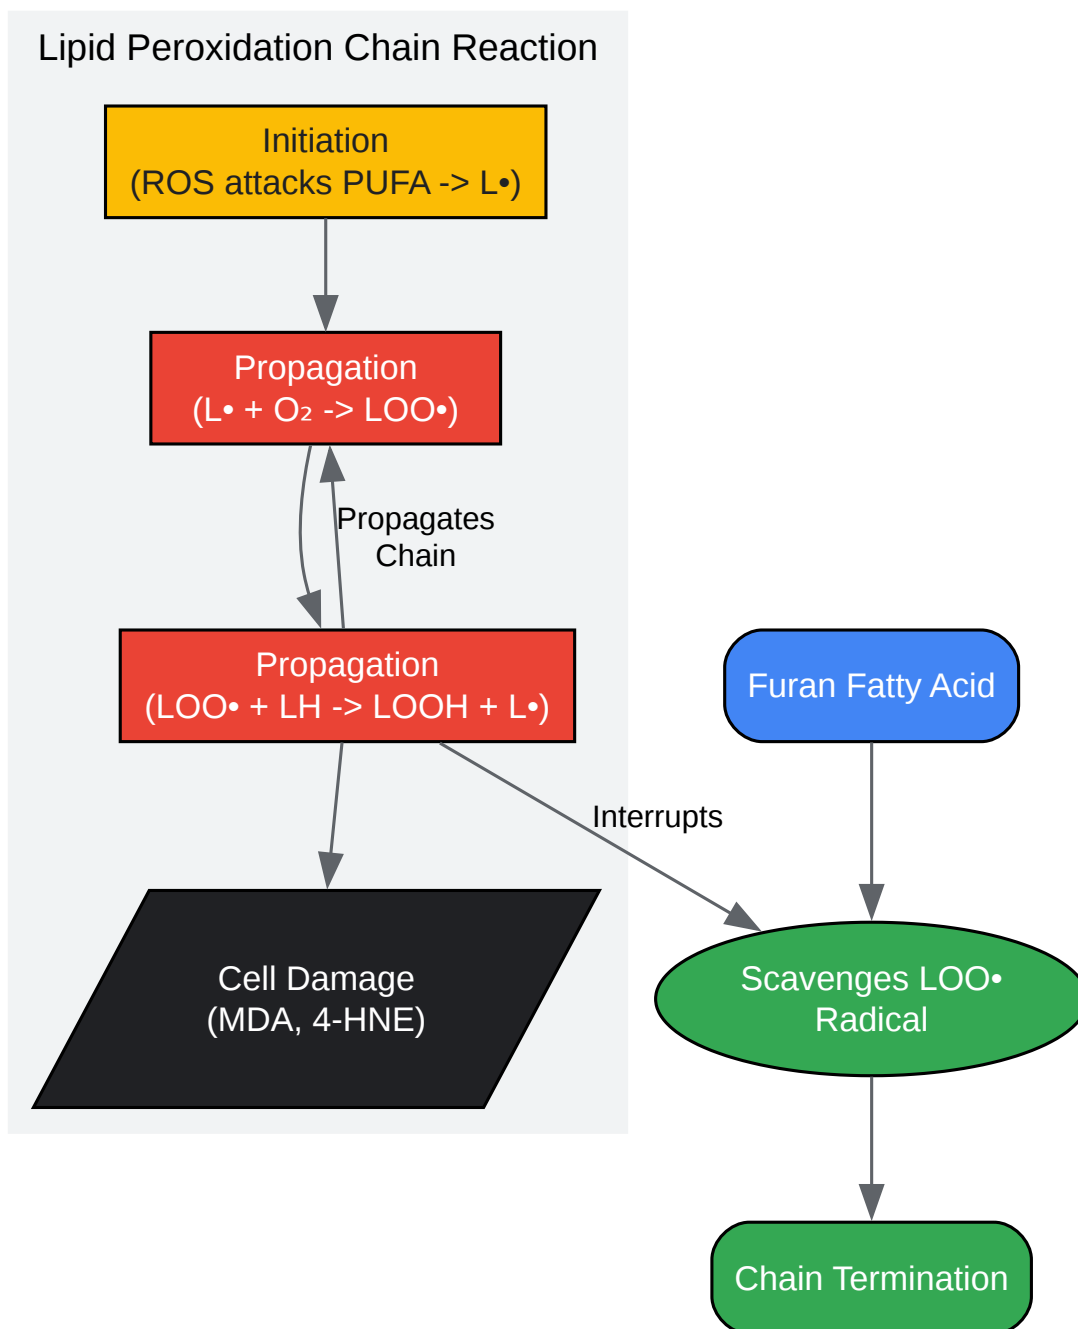 Lipid Peroxidation Chain Reaction
Initiation
(ROS attacks PUFA -> L•)
Propagation
(L• + O₂ -> LOO•)
Propagates
Chain
Propagation
(LOO• + LH -> LOOH + L•)
Furan Fatty Acid
Interrupts
Cell Damage
(MDA, 4-HNE)
Scavenges LOO•
Radical
Chain Termination